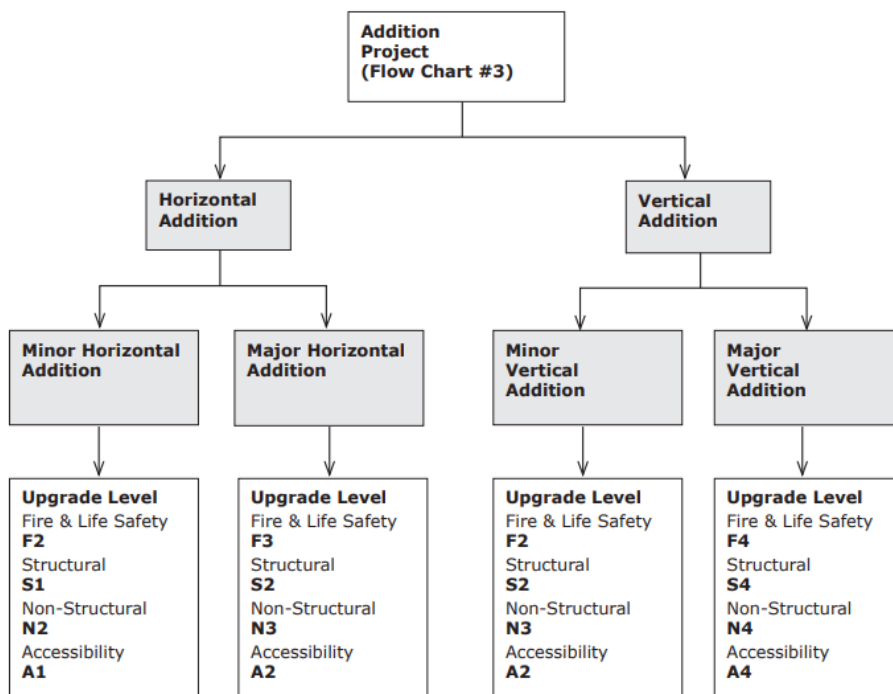 Addition
Project
(Flow Chart #3)
Horizontal
Addition
Vertical
Addition
Minor Horizontal
Addition
Major Horizontal
Addition
Minor
Vertical
Addition
Major
Vertical
Addition
Upgrade Level
Fire & Life Safety
F2
Structural
S1
Non-Structural
N2
Accessibility
A1
Upgrade Level
Fire & Life Safety
F3
Structural
S2
Non-Structural
N3
Accessibility
A2
Upgrade Level
Fire & Life Safety
F2
Structural
S2
Non-Structural
N3
Accessibility
A2
Upgrade Level
Fire & Life Safety
F4
Structural
S4
Non-Structural
N4
Accessibility
A4